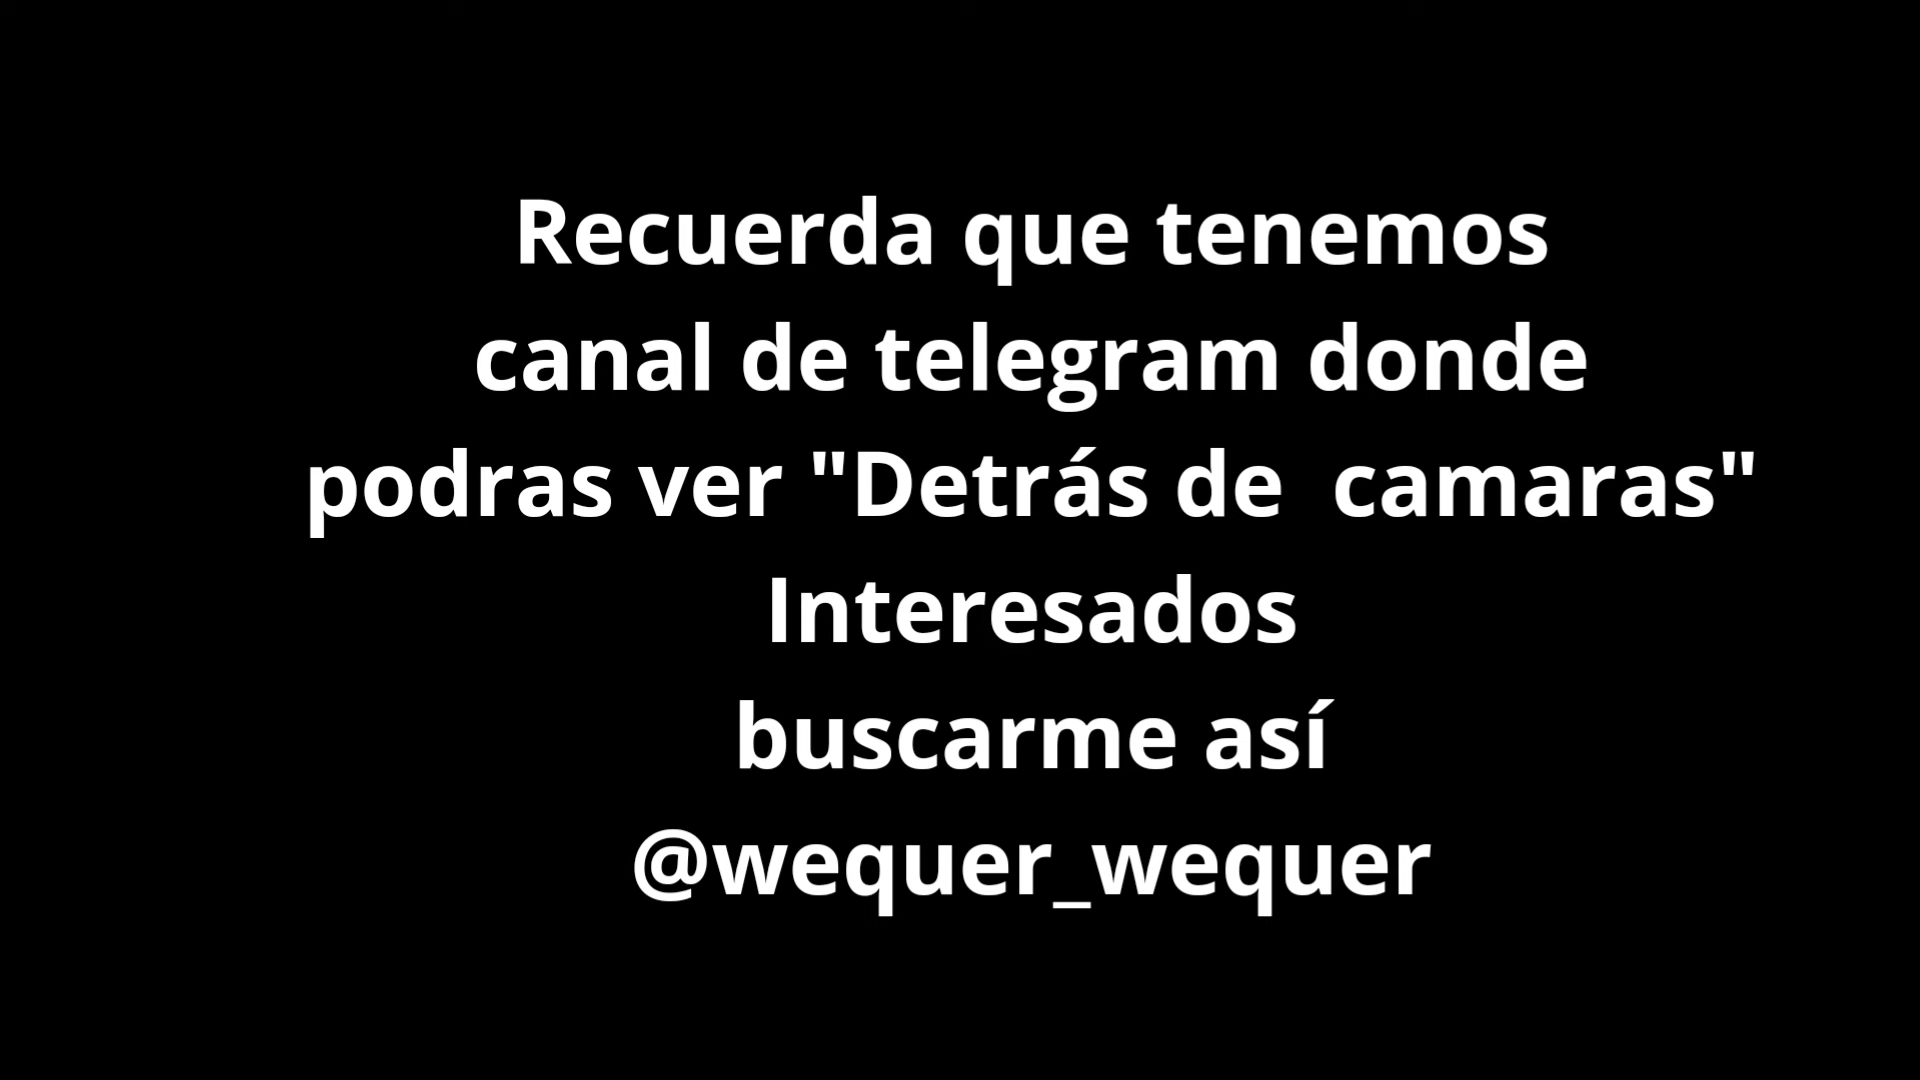 Recuerda que tenemos
canal de telegram donde
podras ver "Detrás de  camaras"
Interesados
buscarme así
@wequer_wequer